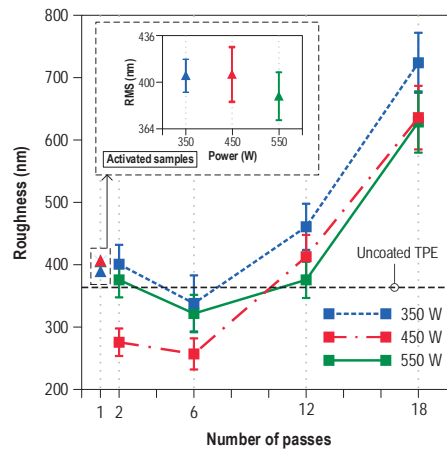 800
700
600
500
400
300
200
Roughness (nm)
436
400
364
RMS (nm)
350
450
550
Power (W)
Activated samples
Uncoated TPE
350 W
450 W
550 W
1
2
6
12
18
Number of passes